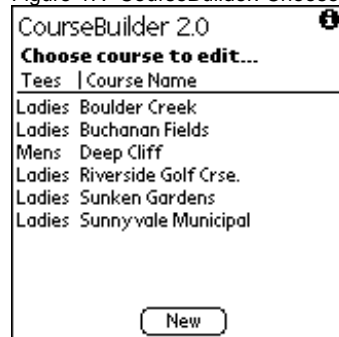 CourseBuilder 2.0
Choose course to edit...
Tees | Course Name
Ladies Boulder Creek
Ladies Buchanan Fields
Mens Deep Cliff
Ladies Riverside Golf Crse.
Ladies Sunken Gardens
Ladies Sunnyvale Municipal
New